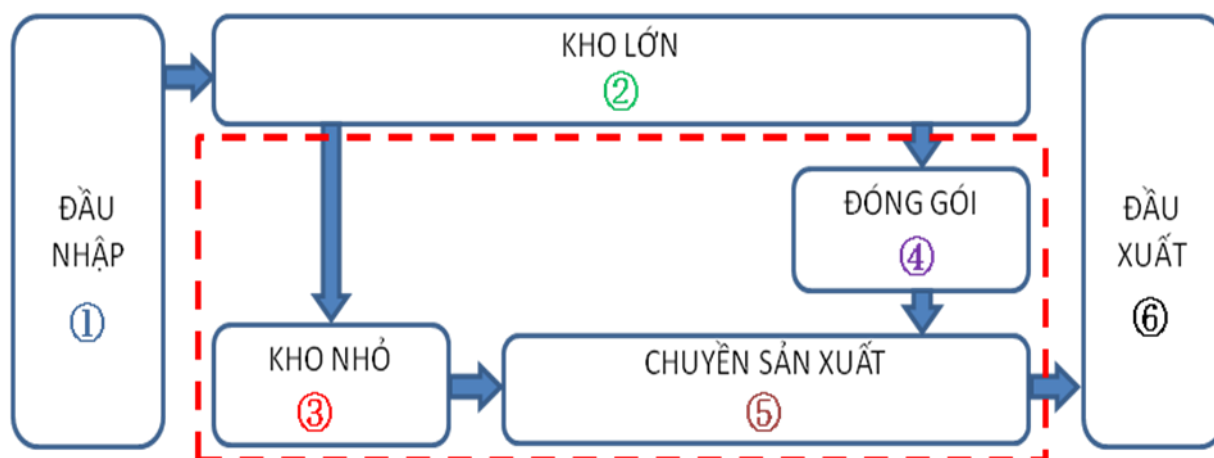 KHO LỚN
②
ĐẦU
NHẬP
①
ĐÓNG GÓI
④
KHO NHỎ
③
CHUYỀN SẢN XUẤT
⑤
ĐẦU
XUẤT
⑥